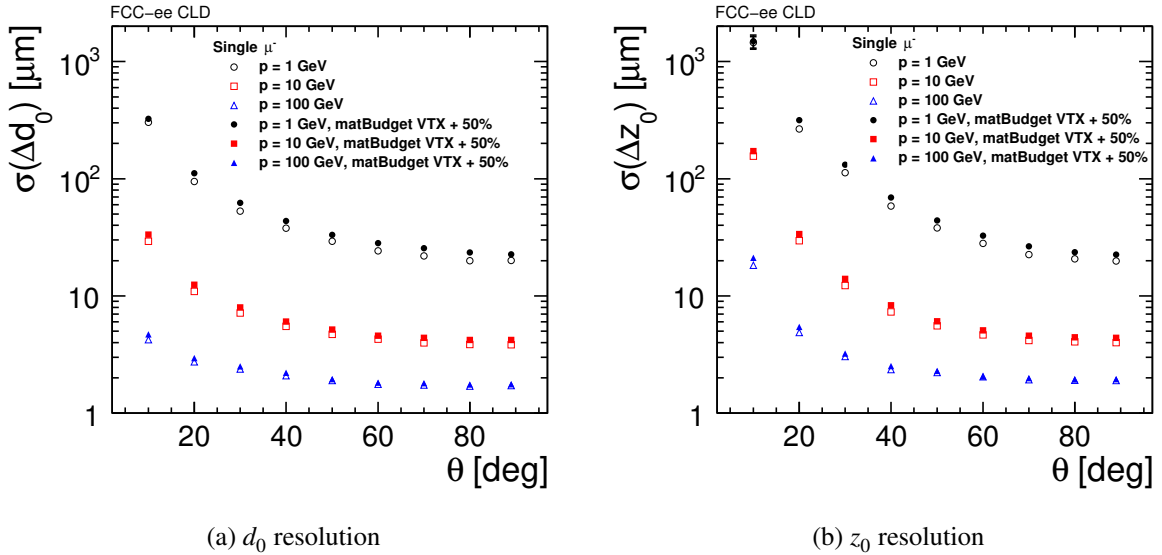 FCC-ee CLD
σ(Δd₀) [μm]
10³
10²
10
1
Single μ⁻
p = 1 GeV
p = 10 GeV
p = 100 GeV
p = 1 GeV, matBudget VTX + 50%
p = 10 GeV, matBudget VTX + 50%
p = 100 GeV, matBudget VTX + 50%
20 40 60 80
θ [deg]
(a) d₀ resolution
FCC-ee CLD
σ(Δz₀) [μm]
10³
10²
10
1
Single μ⁻
p = 1 GeV
p = 10 GeV
p = 100 GeV
p = 1 GeV, matBudget VTX + 50%
p = 10 GeV, matBudget VTX + 50%
p = 100 GeV, matBudget VTX + 50%
20 40 60 80
θ [deg]
(b) z₀ resolution